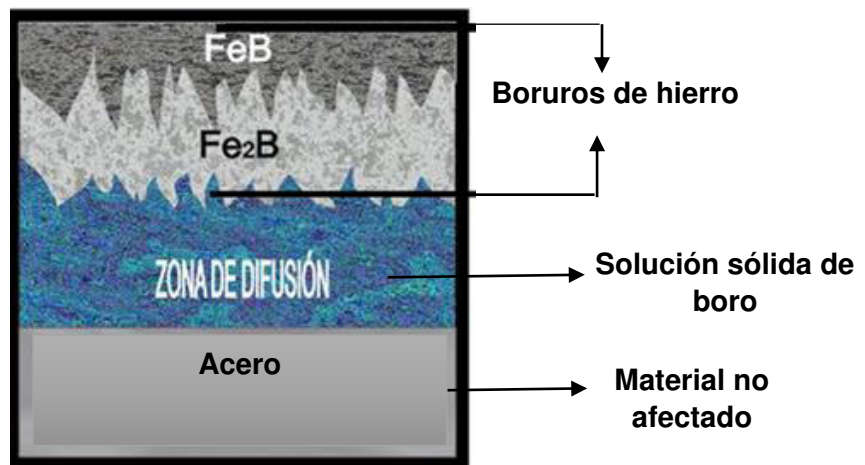 FeB
Boruros de hierro
Fe₂B
ZONA DE DIFUSIÓN
Solución sólida de
boro
Acero
Material no
afectado